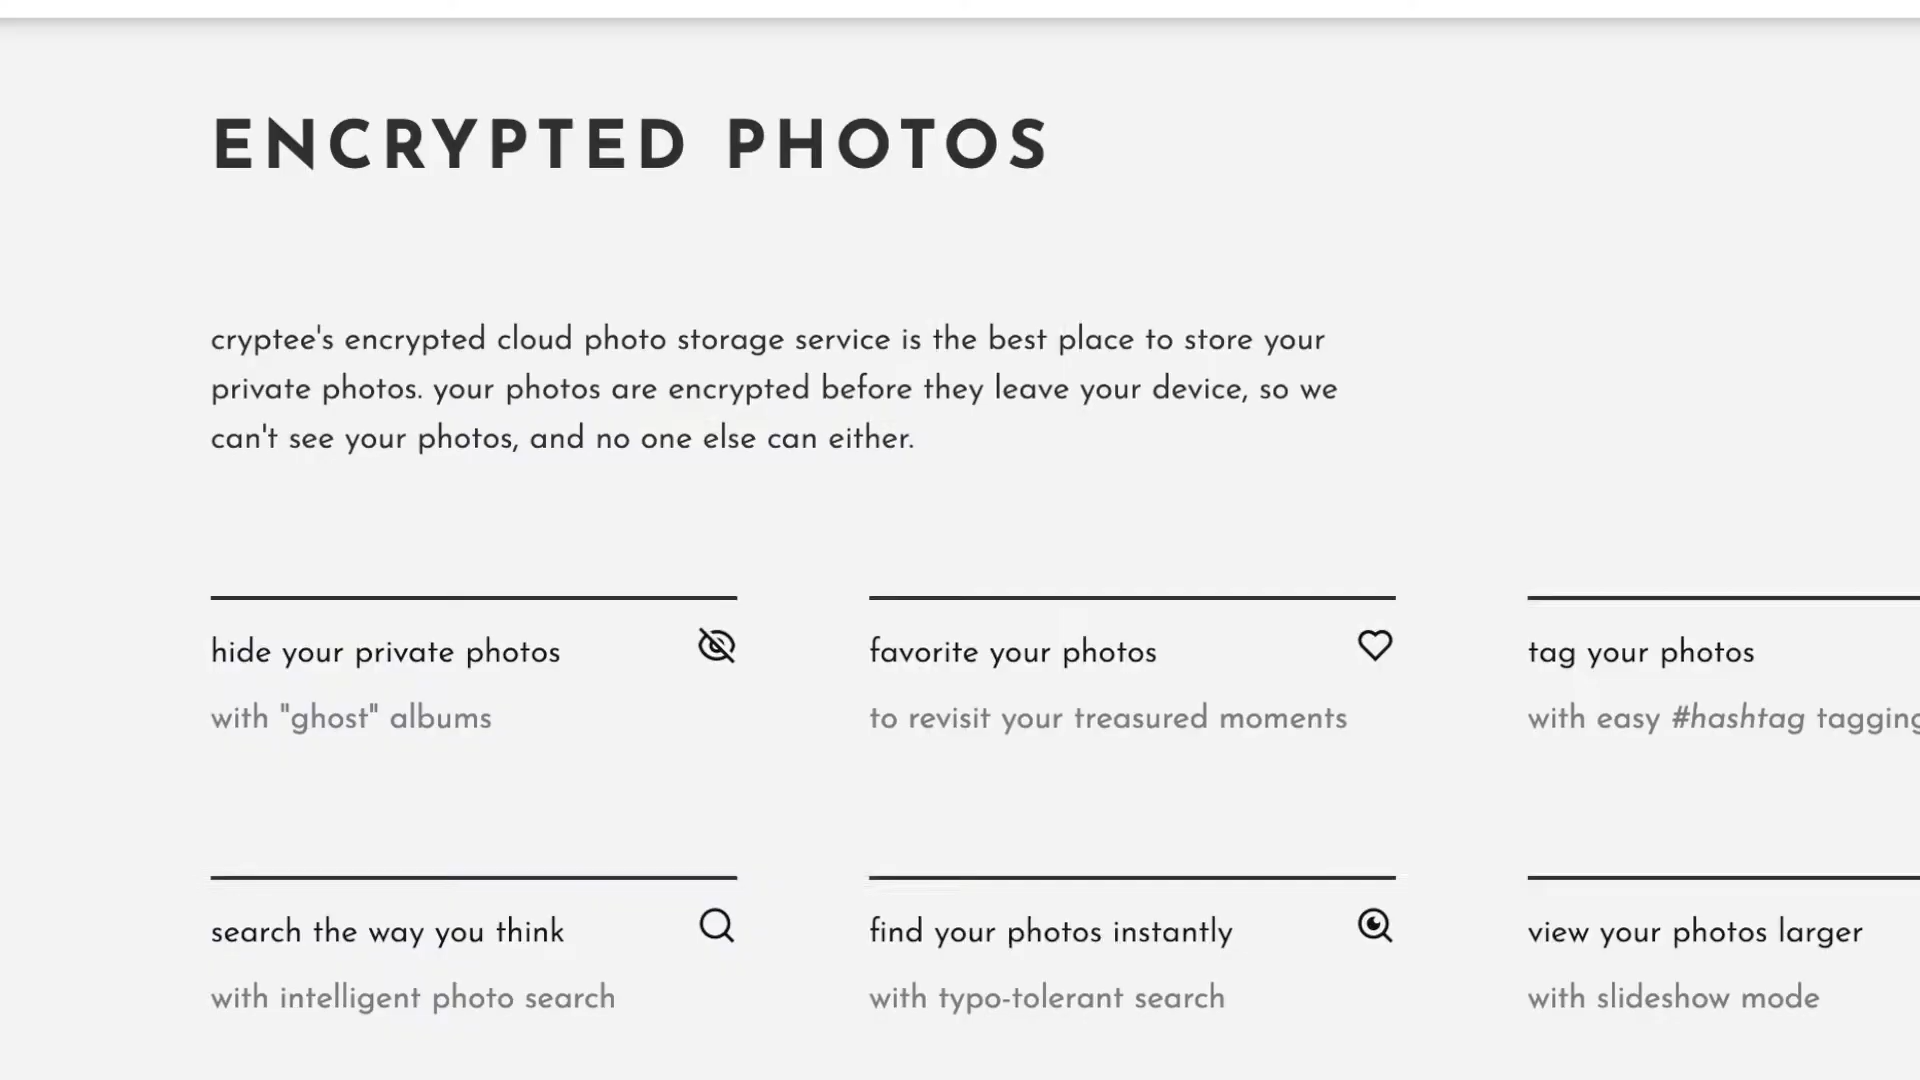 ENCRYPTED PHOTOS
cryptee's encrypted cloud photo storage service is the best place to store your
private photos. your photos are encrypted before they leave your device, so we
can't see your photos, and no one else can either.
hide your private photos
with "ghost" albums
favorite your photos
to revisit your treasured moments
tag your photos
with easy #hashtag tagging
search the way you think
with intelligent photo search
find your photos instantly
with typo-tolerant search
view your photos larger
with slideshow mode